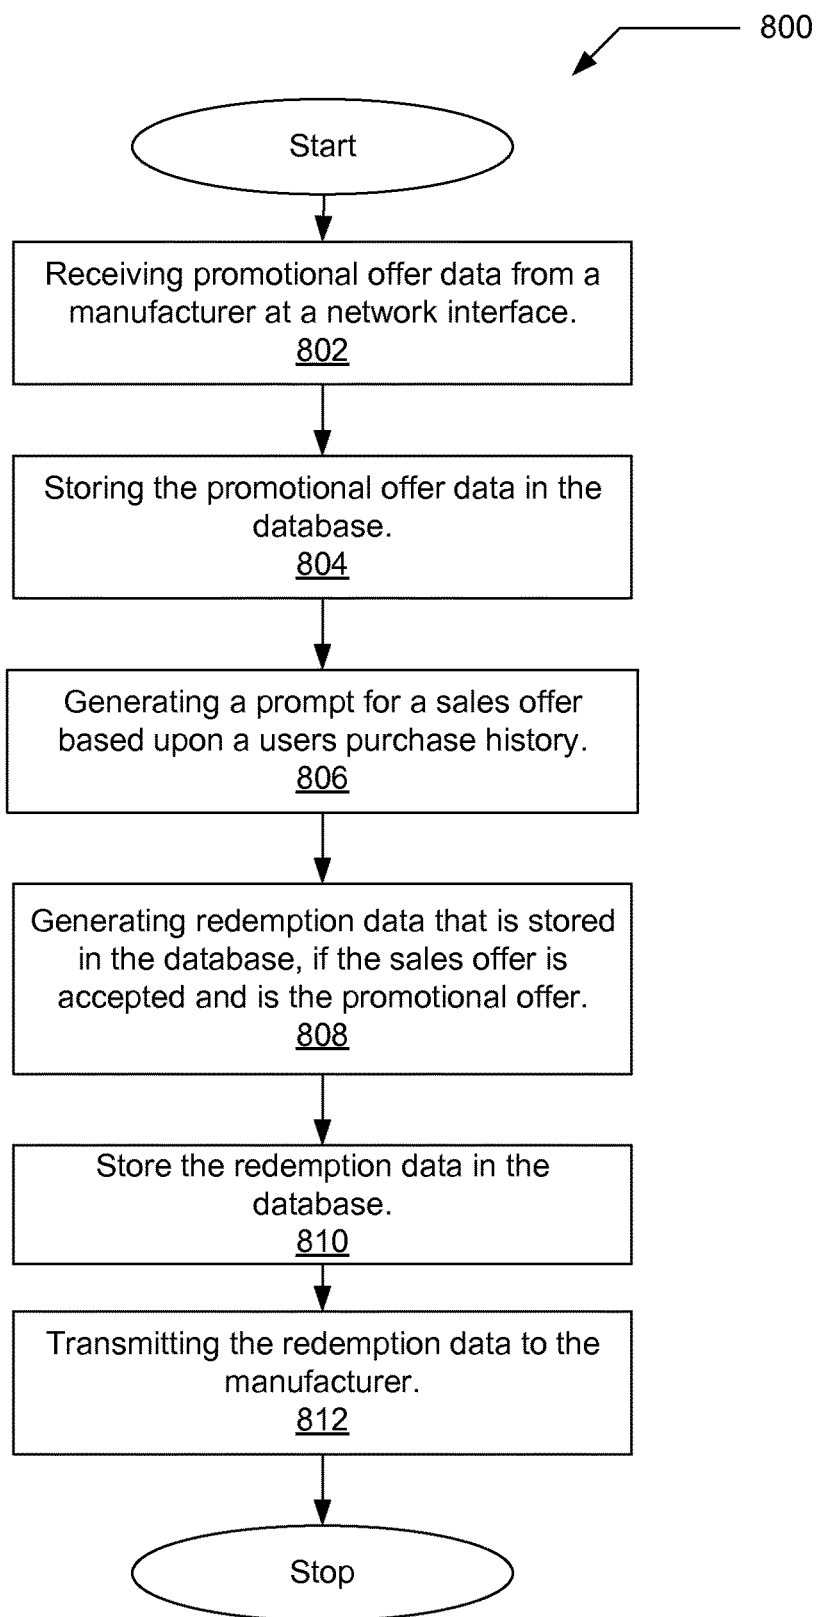 800
Start
Receiving promotional offer data from a
manufacturer at a network interface.
802
Storing the promotional offer data in the
database.
804
Generating a prompt for a sales offer
based upon a users purchase history.
806
Generating redemption data that is stored
in the database, if the sales offer is
accepted and is the promotional offer.
808
Store the redemption data in the
database.
810
Transmitting the redemption data to the
manufacturer.
812
Stop